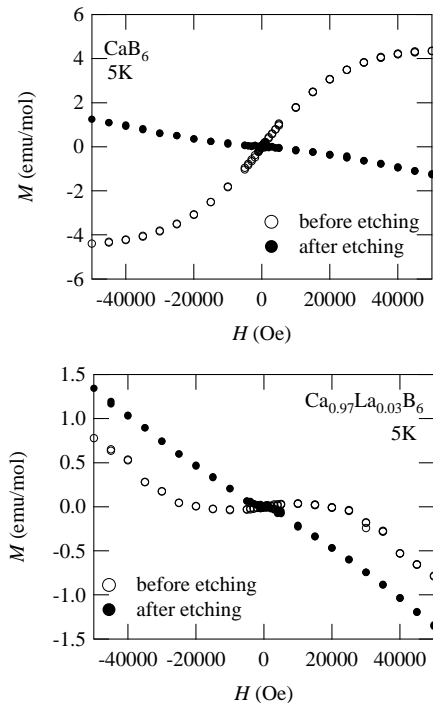 6
CaB6
5K
4
2
0
-2
-4
-6
M (emu/mol)
before etching
after etching
-40000 -20000 0 20000 40000
H (Oe)
1.5
Ca0.97La0.03B6
5K
1.0
0.5
0.0
-0.5
-1.0
-1.5
M (emu/mol)
before etching
after etching
-40000 -20000 0 20000 40000
H (Oe)